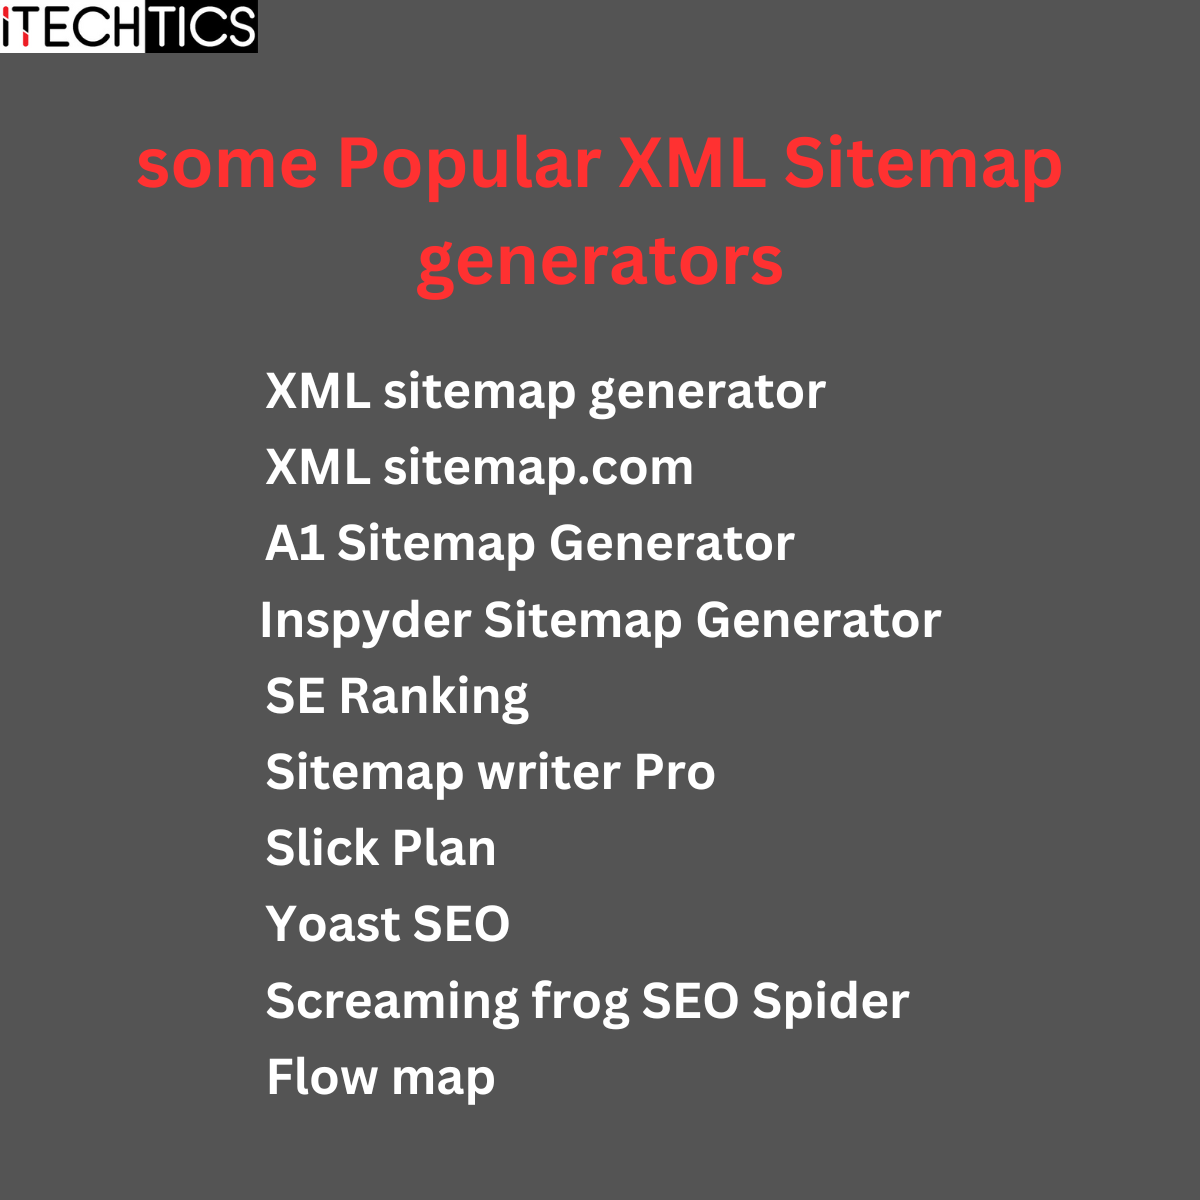 iTECHTICS
some Popular XML Sitemap
generators
XML sitemap generator
XML sitemap.com
A1 Sitemap Generator
Inspyder Sitemap Generator
SE Ranking
Sitemap writer Pro
Slick Plan
Yoast SEO
Screaming frog SEO Spider
Flow map